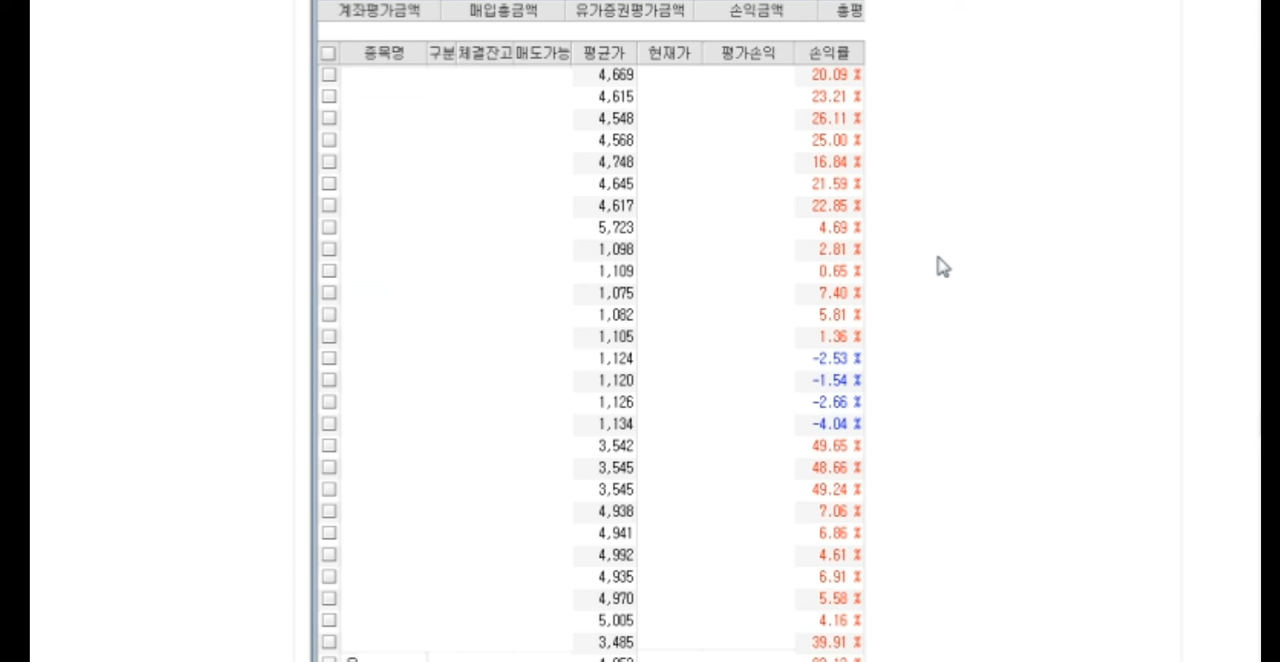 계좌평가금액 매입총금액 유가증권평가금액 손익금액 총평
종목명 구분 체결잔고 매도가능 평균가 현재가 평가손익 손익률
4,669 20.09 %
4,615 23.21 %
4,548 26.11 %
4,568 25.00 %
4,748 16.84 %
4,645 21.59 %
4,617 22.85 %
5,723 4.69 %
1,098 2.81 %
1,109 0.65 %
1,075 7.40 %
1,082 5.81 %
1,105 1.36 %
1,124 -2.53 %
1,120 -1.54 %
1,126 -2.66 %
1,134 -4.04 %
3,542 49.65 %
3,545 48.66 %
3,545 49.24 %
4,938 7.06 %
4,941 6.86 %
4,992 4.61 %
4,935 6.91 %
4,970 5.58 %
5,005 4.16 %
3,485 39.91 %